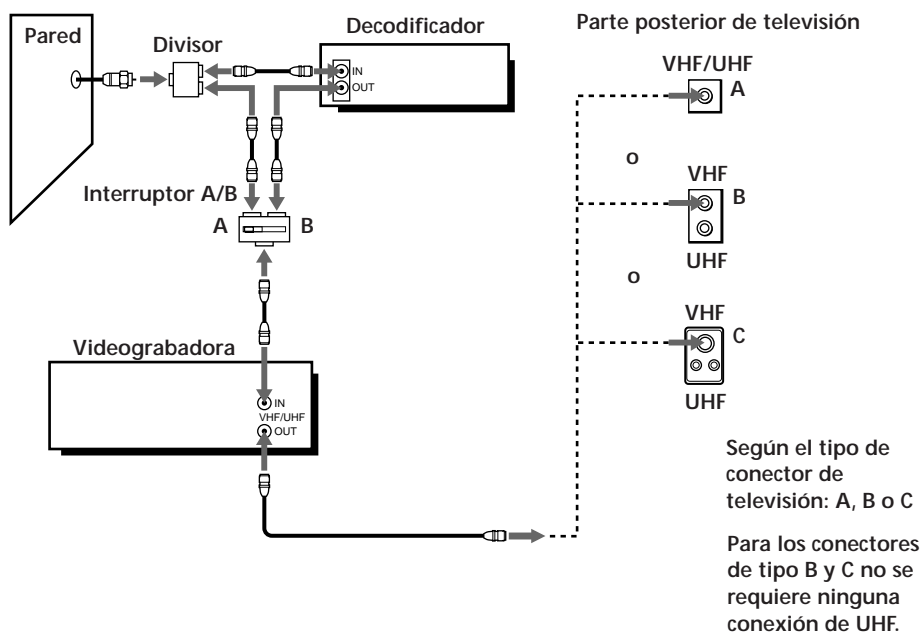 Pared
Divisor
Decodificador
IN
OUT
Interruptor A/B
A
B
Videograbadora
IN
VHF/UHF
OUT
Parte posterior de televisión
VHF/UHF
A
o
VHF
B
UHF
o
VHF
C
UHF
Según el tipo de
conector de
televisión: A, B o C
Para los conectores
de tipo B y C no se
requiere ninguna
conexión de UHF.